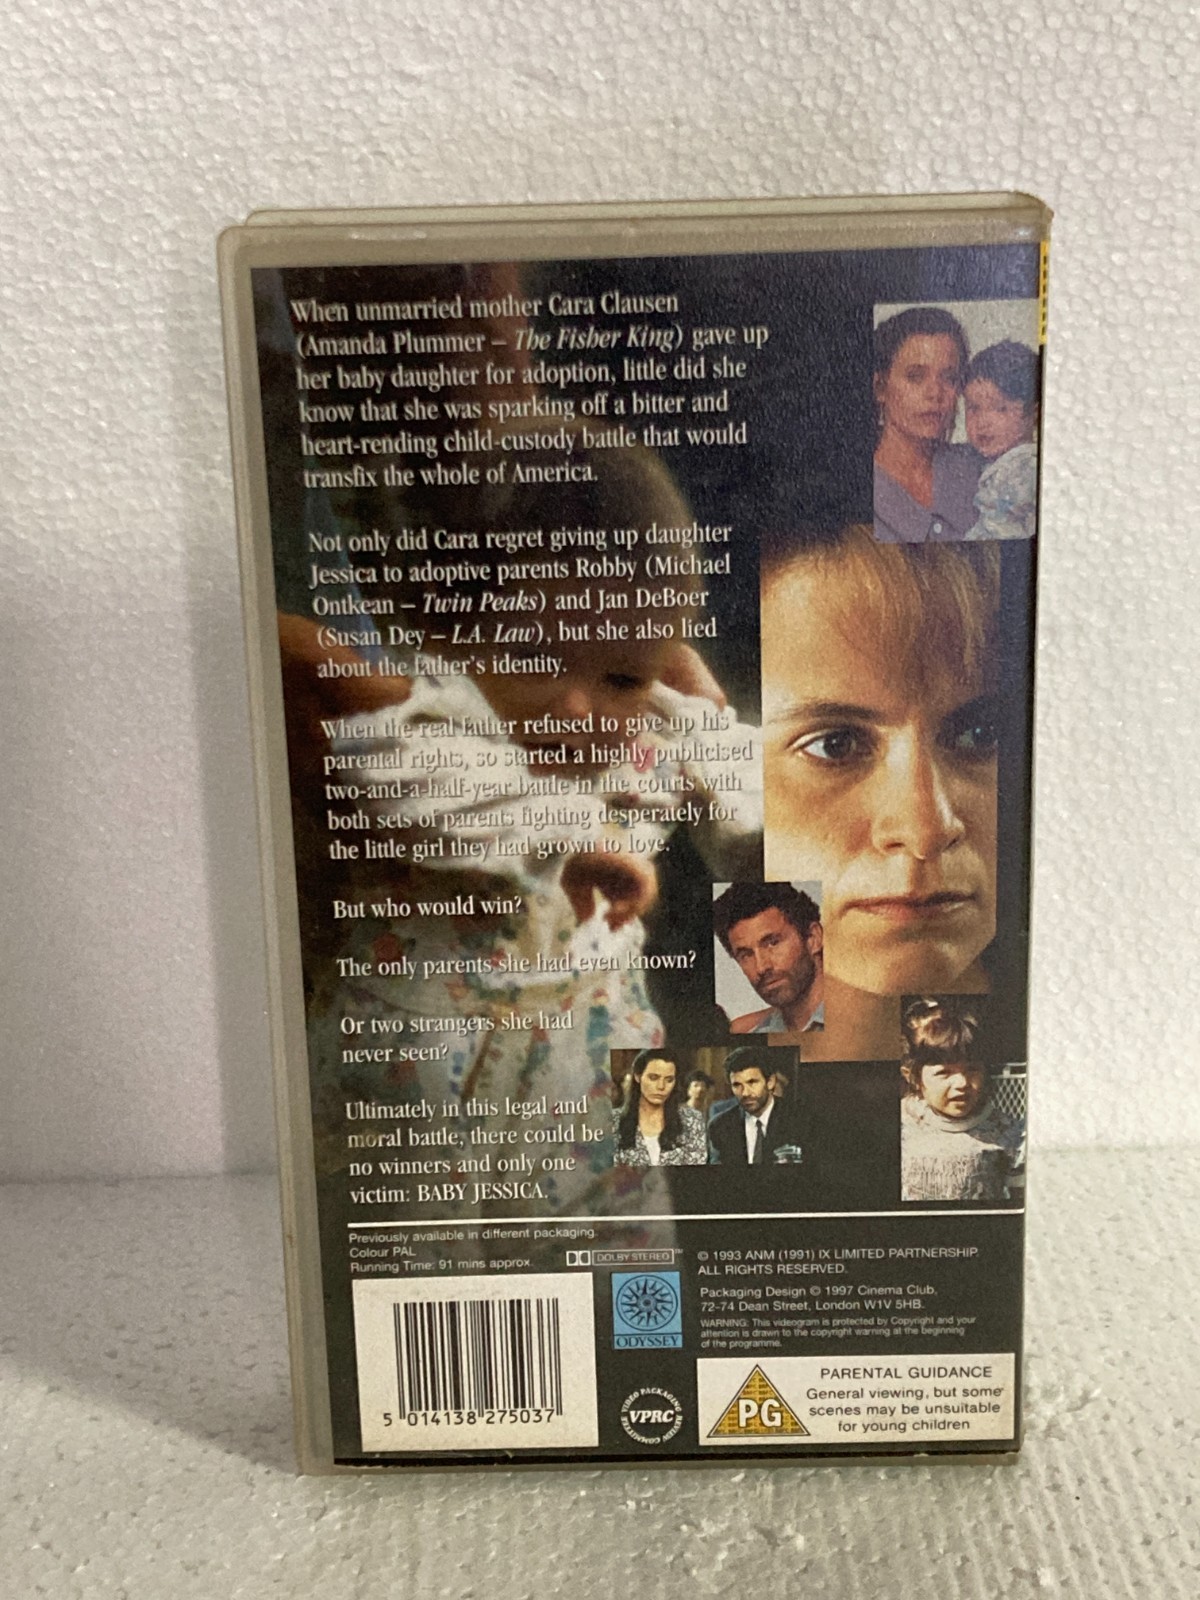 When unmarried mother Cara Clausen
(Amanda Plummer – The Fisher King) gave up
her baby daughter for adoption, little did she
know that she was sparking off a bitter and
heart-rending child-custody battle that would
transfix the whole of America.
Not only did Cara regret giving up daughter
Jessica to adoptive parents Robby (Michael
Ontkean – Twin Peaks) and Jan DeBoer
(Susan Dey – L.A. Law), but she also lied
about the father's identity.
When the real father refused to give up his
parental rights, so started a highly publicised
two-and-a-half-year battle in the courts with
both sets of parents fighting desperately for
the little girl they had grown to love.
But who would win?
The only parents she had even known?
Or two strangers she had
never seen?
Ultimately in this legal and
moral battle, there could be
no winners and only one
victim: BABY JESSICA.
Previously available in different packaging.
Colour PAL
Running Time: 91 mins approx.
DOLBY STEREO™
© 1993 ANM (1991) IX LIMITED PARTNERSHIP.
ALL RIGHTS RESERVED.
Packaging Design © 1997 Cinema Club,
72-74 Dean Street, London W1V 5HB.
WARNING: This videogram is protected by Copyright and your
attention is drawn to the copyright warning at the beginning
of the programme.
ODYSSEY
5 014138 275037
VIDEO PACKAGING REVIEW COMMITTEE
VPRC
PG
PARENTAL GUIDANCE
General viewing, but some
scenes may be unsuitable
for young children